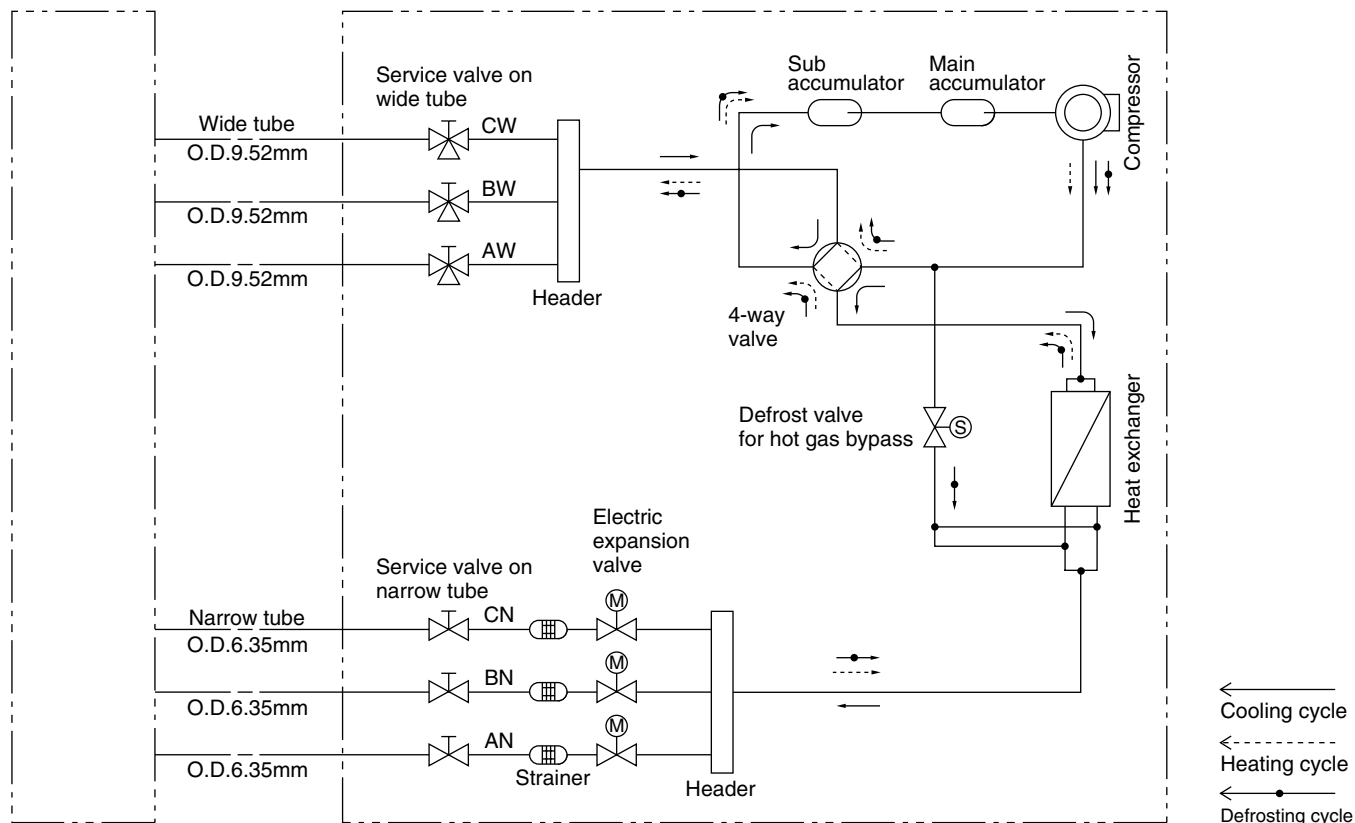 Service valve on
wide tube
Wide tube
O.D.9.52mm
CW
O.D.9.52mm
BW
O.D.9.52mm
AW
Header
Sub
accumulator
Main
accumulator
Compressor
4-way
valve
Defrost valve
for hot gas bypass
S
Heat exchanger
Electric
expansion
valve
Service valve on
narrow tube
Narrow tube
O.D.6.35mm
CN
M
O.D.6.35mm
BN
M
O.D.6.35mm
AN
M
Strainer
Header
Cooling cycle
Heating cycle
Defrosting cycle